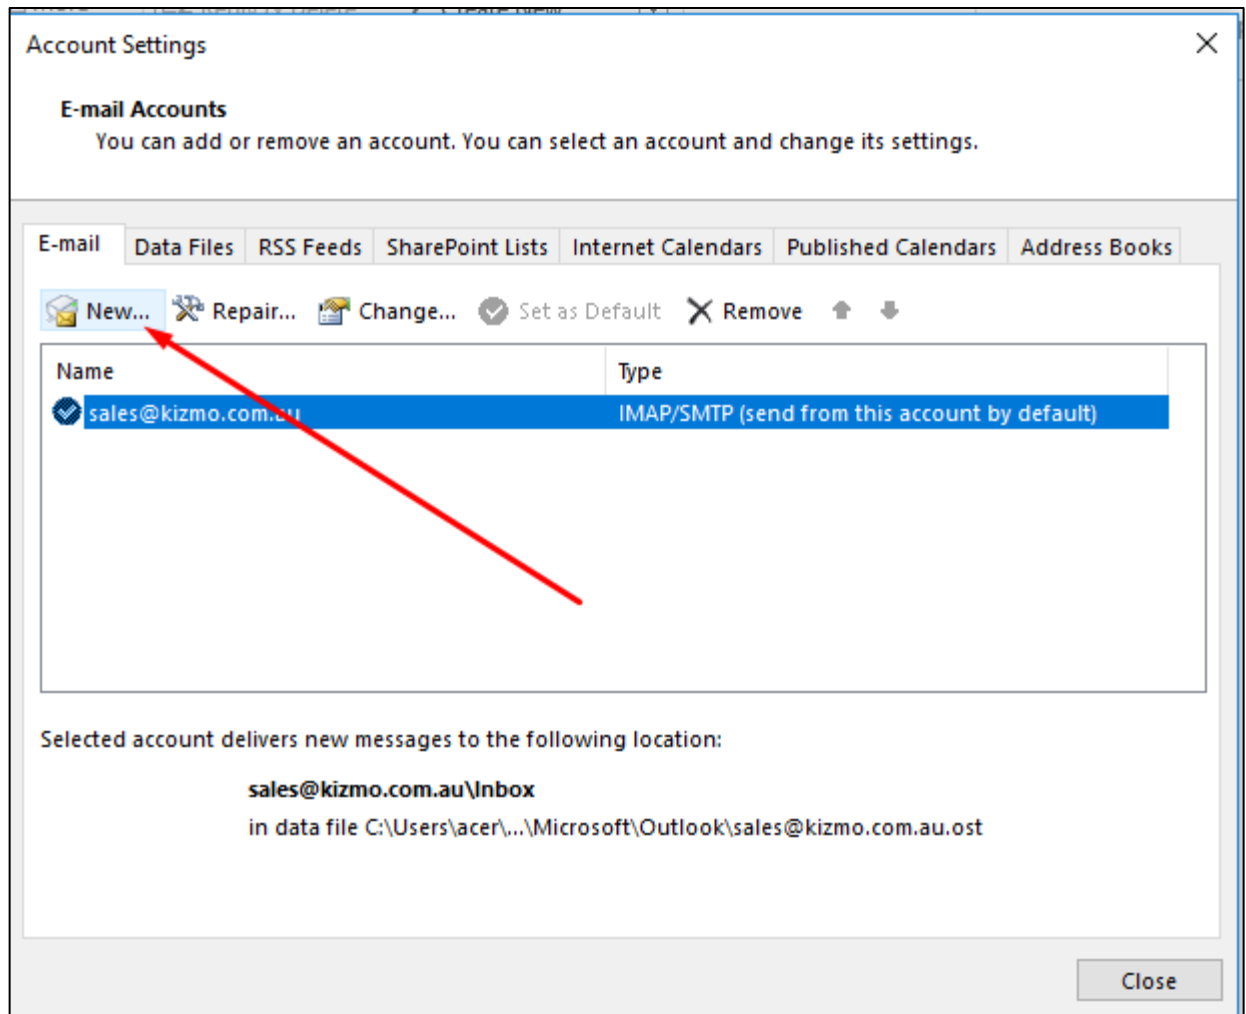 Account Settings
E-mail Accounts
You can add or remove an account. You can select an account and change its settings.
E-mail Data Files RSS Feeds SharePoint Lists Internet Calendars Published Calendars Address Books
New... Repair... Change... Set as Default Remove
Name Type
sales@kizmo.com.au IMAP/SMTP (send from this account by default)
Selected account delivers new messages to the following location:
sales@kizmo.com.au\Inbox
in data file C:\Users\acer\...\Microsoft\Outlook\sales@kizmo.com.au.ost
Close